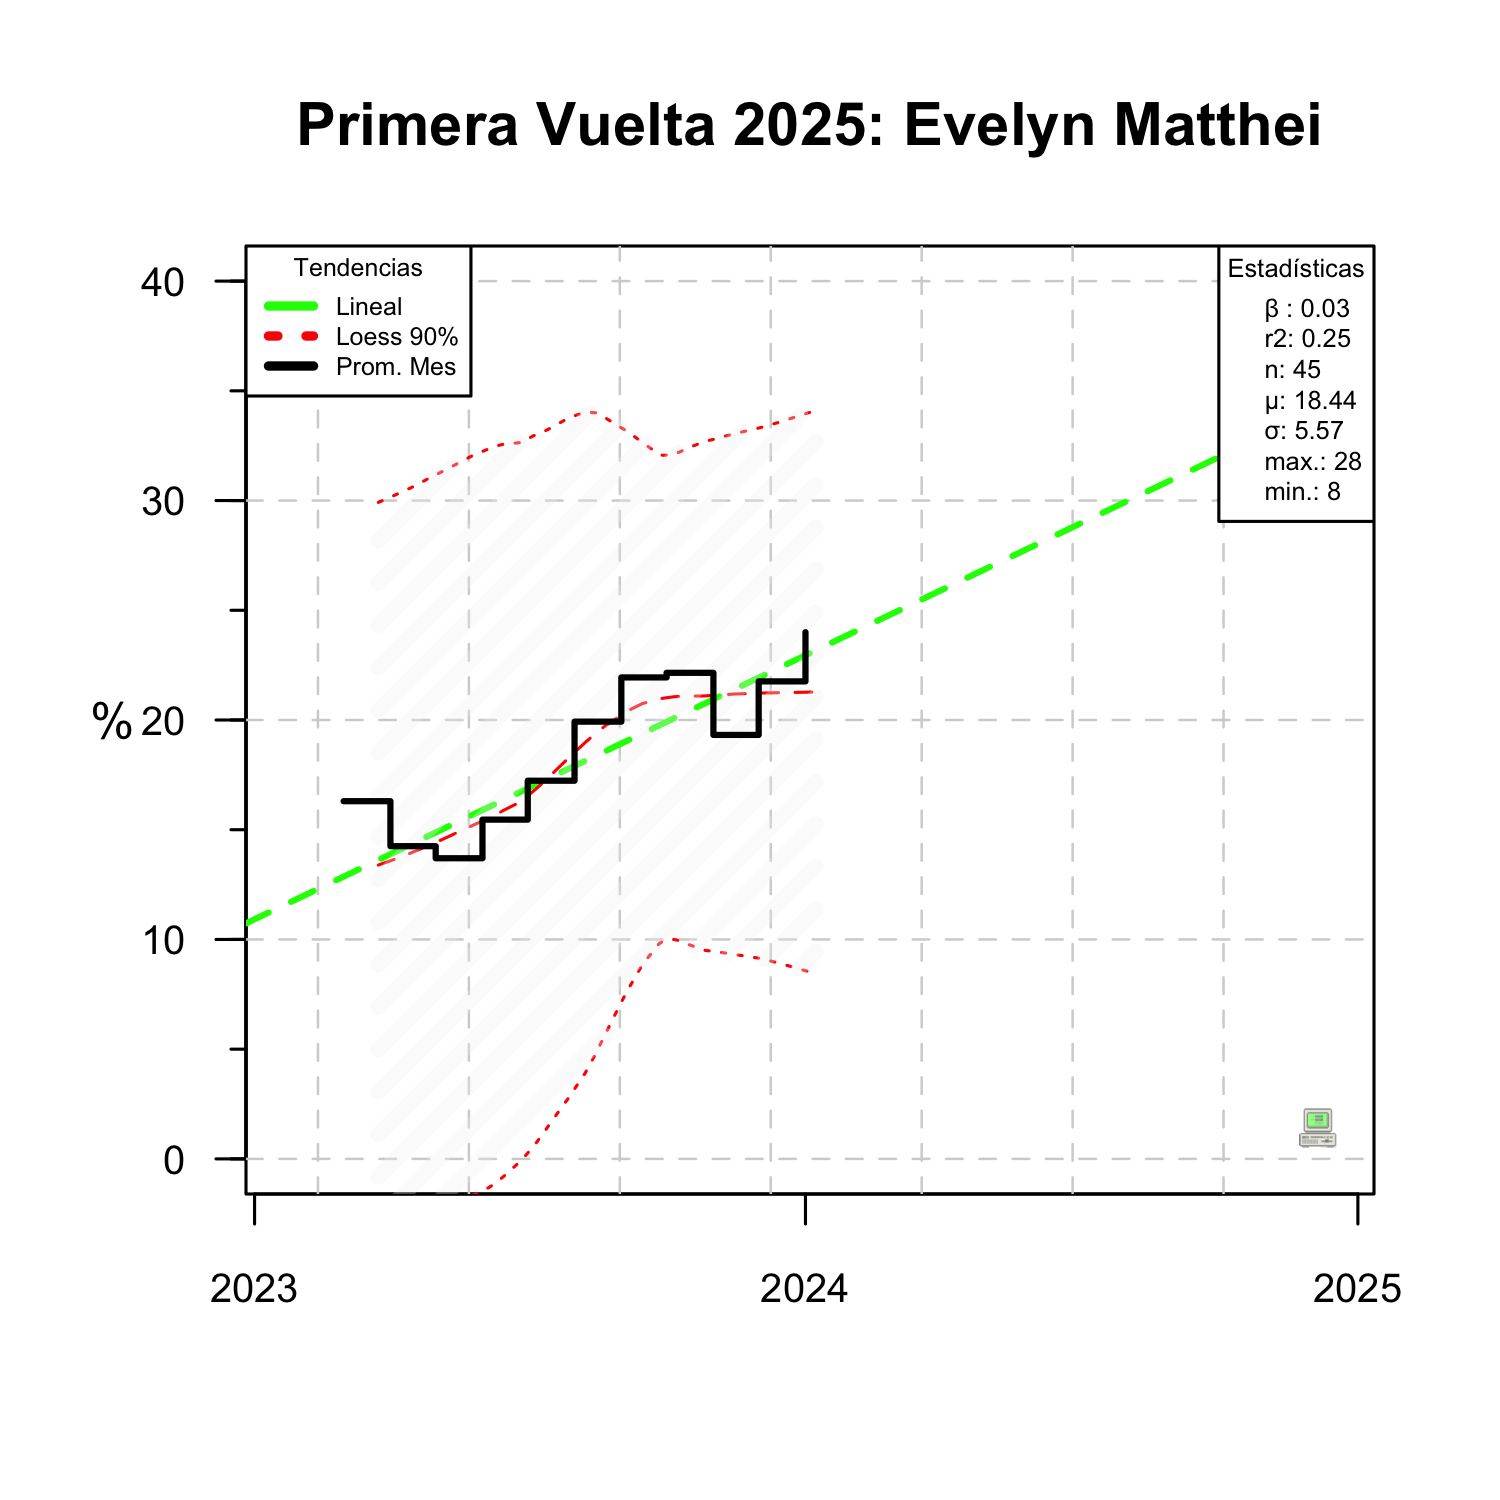 Primera Vuelta 2025: Evelyn Matthei
Tendencias
Lineal
Loess 90%
Prom. Mes
Estadísticas
β : 0.03
r2: 0.25
n: 45
μ: 18.44
σ: 5.57
max.: 28
min.: 8
40
30
% 20
10
0
2023 2024 2025